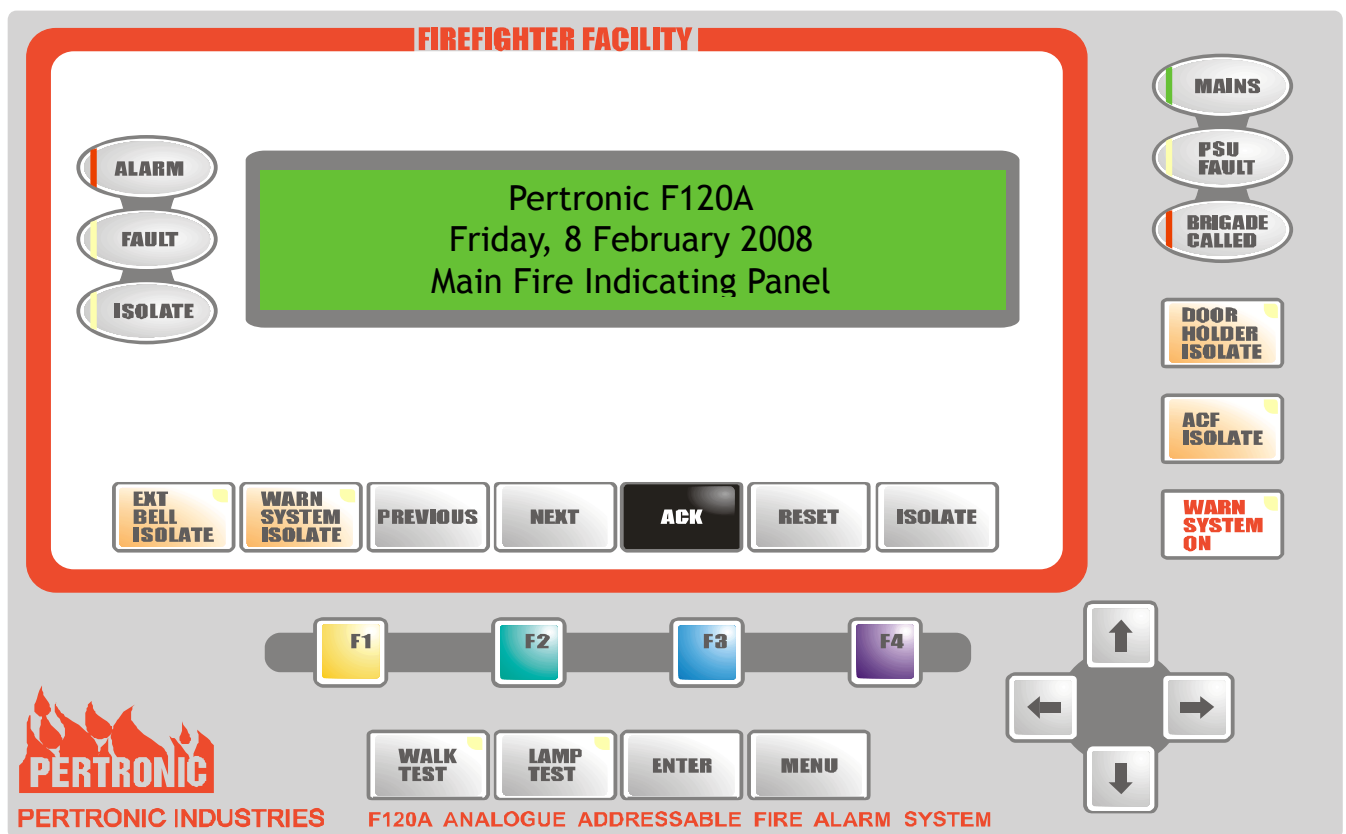 FIREFIGHTER FACILITY
MAINS
PSU
FAULT
BRIGADE
CALLED
ALARM
FAULT
ISOLATE
Pertronic F120A
Friday, 8 February 2008
Main Fire Indicating Panel
DOOR
HOLDER
ISOLATE
ACF
ISOLATE
WARN
SYSTEM
ON
EXT
BELL
ISOLATE
WARN
SYSTEM
ISOLATE
PREVIOUS
NEXT
ACK
RESET
ISOLATE
F1
F2
F3
F4
WALK
TEST
LAMP
TEST
ENTER
MENU
PERTRONIC
PERTRONIC INDUSTRIES
F120A ANALOGUE ADDRESSABLE FIRE ALARM SYSTEM